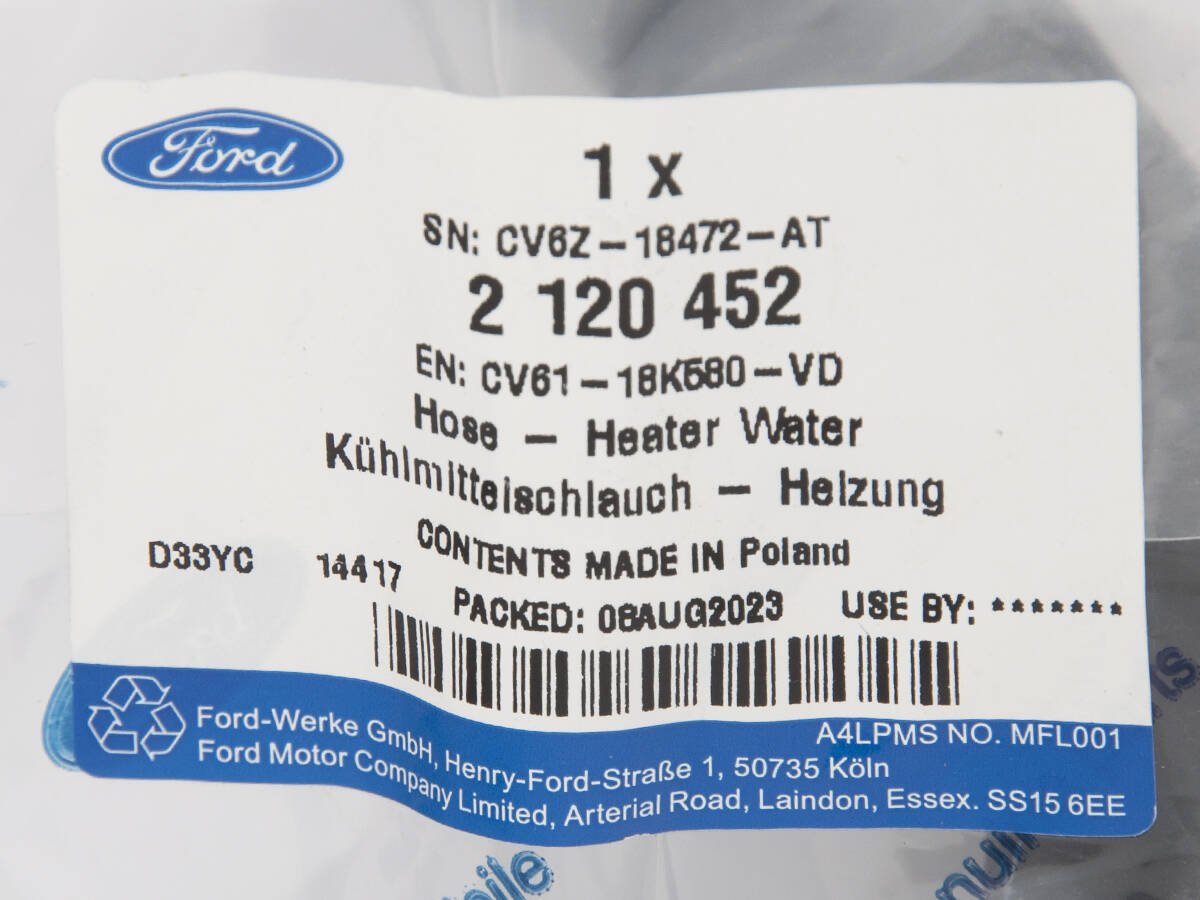 Ford
1 x
SN: CV6Z-18472-AT
2 120 452
EN: CV61-18K580-VD
Hose - Heater Water
Kühlmittelschlauch - Heizung
CONTENTS MADE IN Poland
D33YC 14417
PACKED: 08AUG2023 USE BY: *******
A4LPMS NO. MFL001
Ford-Werke GmbH, Henry-Ford-Straße 1, 50735 Köln
Ford Motor Company Limited, Arterial Road, Laindon, Essex. SS15 6EE